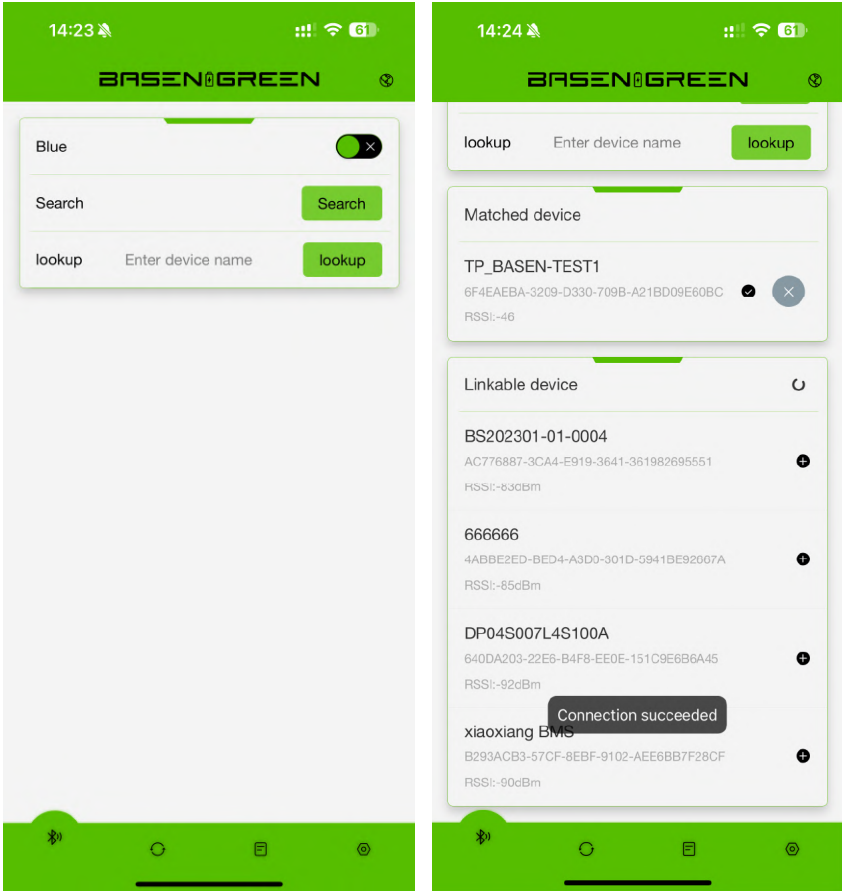 14:23
61
BASENGREEN
Blue
Search Search
lookup Enter device name lookup
14:24
61
BASENGREEN
lookup Enter device name lookup
Matched device
TP_BASEN-TEST1
6F4EAEBA-3209-D330-709B-A21BD09E60BC
RSSI:-46
Linkable device
BS202301-01-0004
AC776887-3CA4-E919-3641-361982695551
RSSI:-83dBm
666666
4ABBE2ED-BED4-A3D0-301D-5941BE92007A
RSSI:-85dBm
DP04S007L4S100A
640DA203-22E6-B4F8-EE0E-151C9E6B6A45
RSSI:-92dBm
Connection succeeded
xiaoxiang BMS
B293ACB3-57CF-8EBF-9102-AEE6BB7F28CF
RSSI:-90dBm